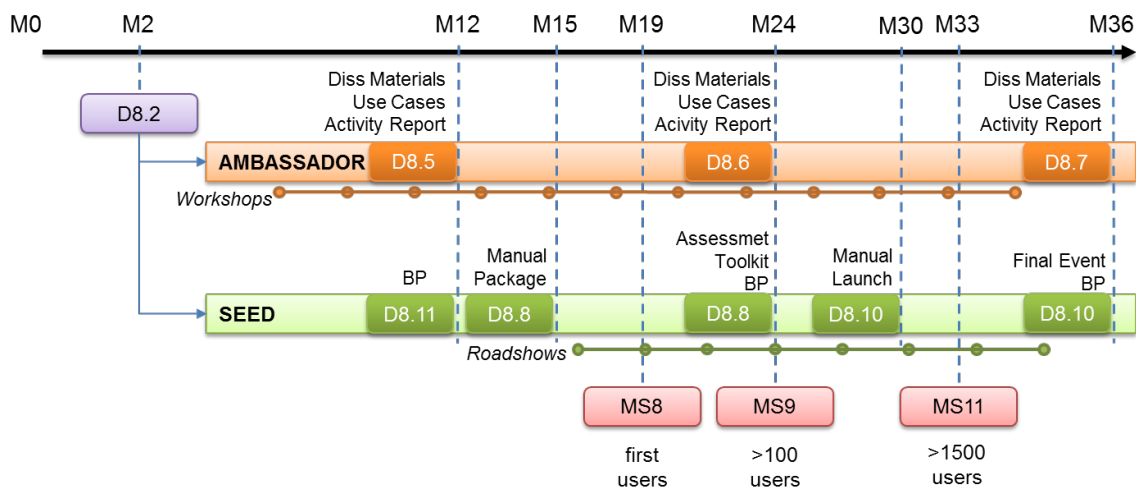 M0
M2
M12
M15
M19
M24
M30
M33
M36
Diss Materials
Use Cases
Activity Report
Diss Materials
Use Cases
Acivity Report
Diss Materials
Use Cases
Activity Report
D8.2
AMBASSADOR
D8.5
D8.6
D8.7
Workshops
BP
Manual
Package
Assessmet
Toolkit
BP
Manual
Launch
Final Event
BP
SEED
D8.11
D8.8
D8.8
D8.10
D8.10
Roadshows
MS8
MS9
MS11
first
users
>100
users
>1500
users